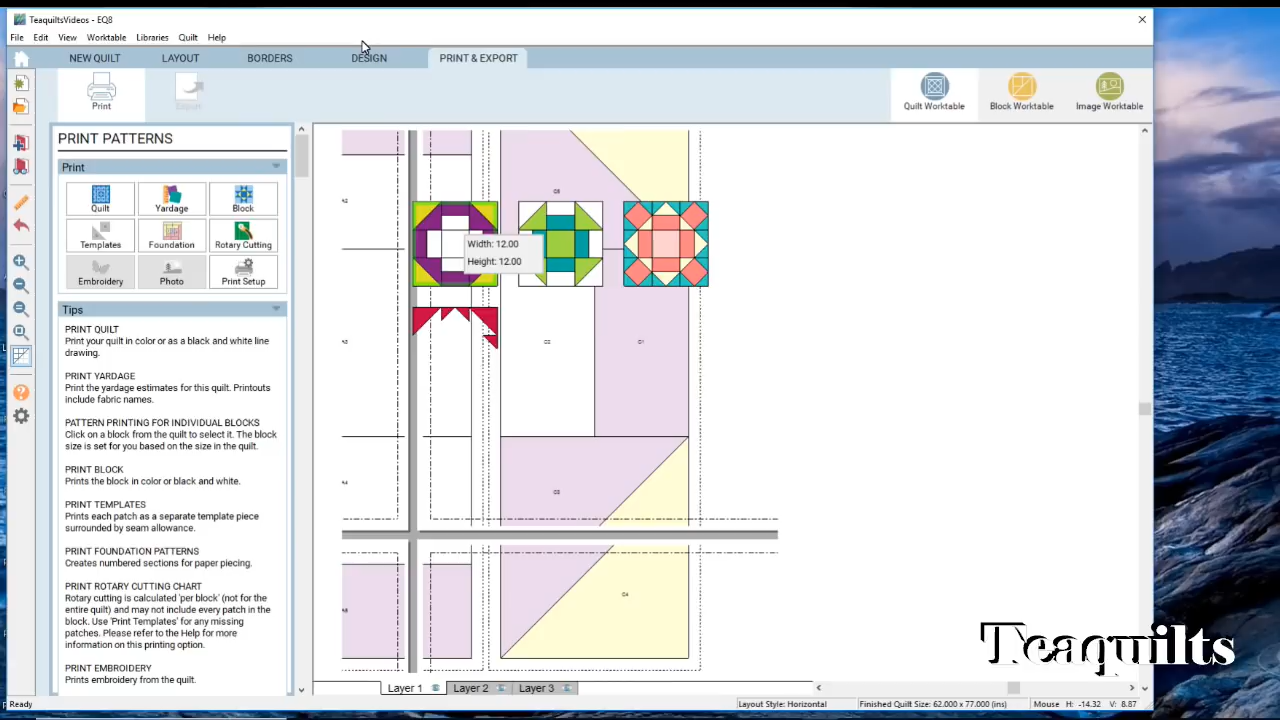 TeaquiltsVideos - EQ8
File Edit View Worktable Libraries Quilt Help
NEW QUILT LAYOUT BORDERS DESIGN PRINT & EXPORT
Print Export Quilt Worktable Block Worktable Image Worktable
PRINT PATTERNS
Print
Quilt Yardage Block
Templates Foundation Rotary Cutting
Embroidery Photo Print Setup
Tips
PRINT QUILT
Print your quilt in color or as a black and white line
drawing.
PRINT YARDAGE
Print the yardage estimates for this quilt. Printouts
include fabric names.
PATTERN PRINTING FOR INDIVIDUAL BLOCKS
Click on a block from the quilt to select it. The block
size is set for you based on the size in the quilt.
PRINT BLOCK
Prints the block in color or black and white.
PRINT TEMPLATES
Prints each patch as a separate template piece
surrounded by seam allowance.
PRINT FOUNDATION PATTERNS
Creates numbered sections for paper piecing.
PRINT ROTARY CUTTING CHART
Rotary cutting is calculated 'per block' (not for the
entire quilt) and may not include every patch in the
block. Use 'Print Templates' for any missing
patches. Please refer to the Help for more
information on this printing option.
PRINT EMBROIDERY
Prints embroidery from the quilt.
Width: 12.00
Height: 12.00
Teaquilts
Layer 1 Layer 2 Layer 3
Ready Layout Style: Horizontal Finished Quilt Size: 62.000 x 77.000 (ins) Mouse H: -14.32 V: 8.87